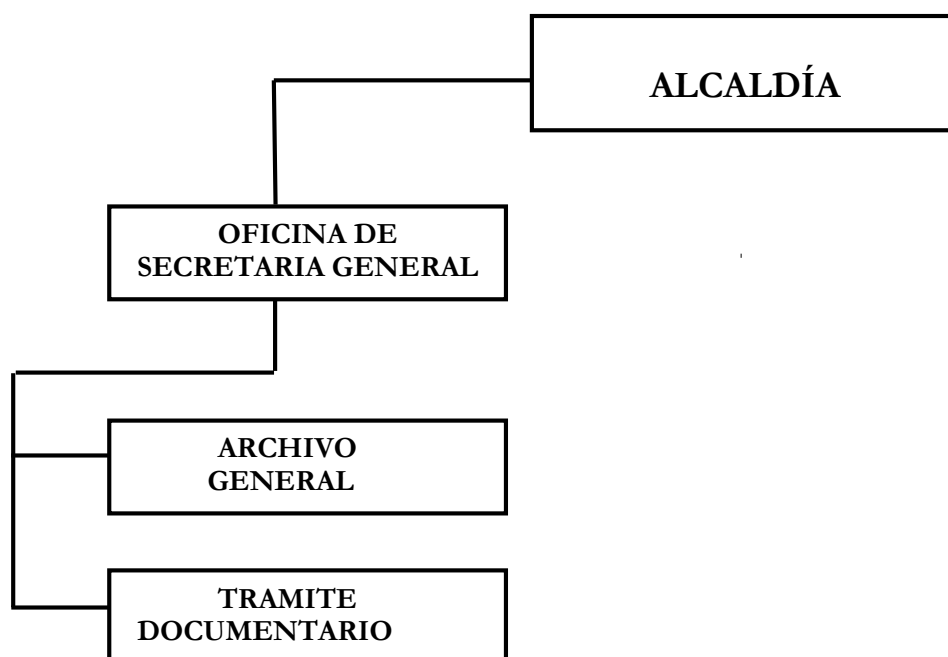 ALCALDÍA
OFICINA DE
SECRETARIA GENERAL
ARCHIVO
GENERAL
TRAMITE
DOCUMENTARIO